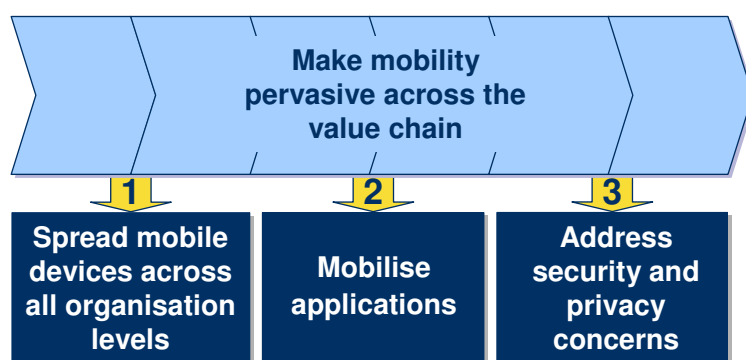 Make mobility
pervasive across the
value chain
1
2
3
Spread mobile
devices across
all organisation
levels
Mobilise
applications
Address
security and
privacy
concerns